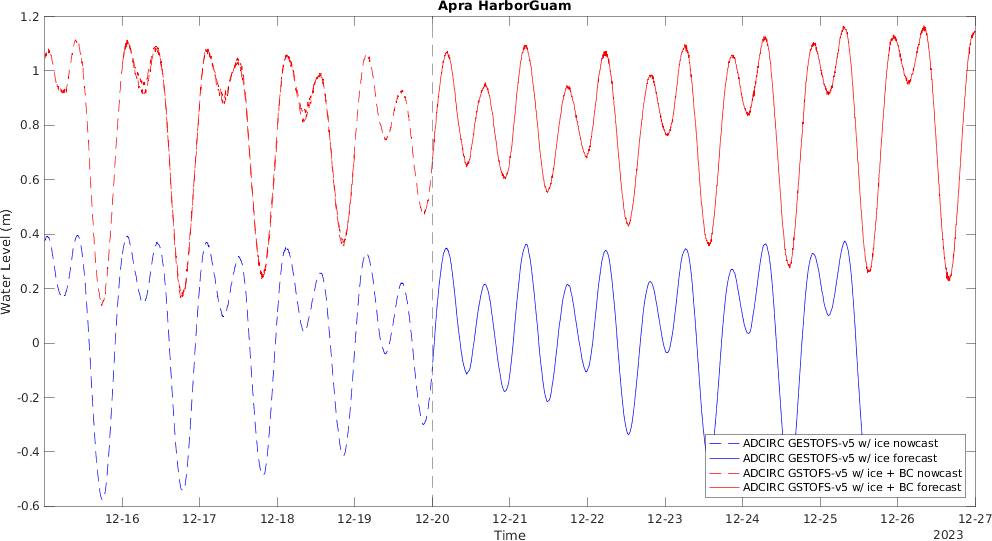 Apra HarborGuam
1.2
1
0.8
0.6
0.4
0.2
0
-0.2
-0.4
-0.6
Water Level (m)
ADCIRC GESTOFS-v5 w/ ice nowcast
ADCIRC GESTOFS-v5 w/ ice forecast
ADCIRC GSTOFS-v5 w/ ice + BC nowcast
ADCIRC GSTOFS-v5 w/ ice + BC forecast
12-16 12-17 12-18 12-19 12-20 12-21 12-22 12-23 12-24 12-25 12-26 12-27
Time
2023